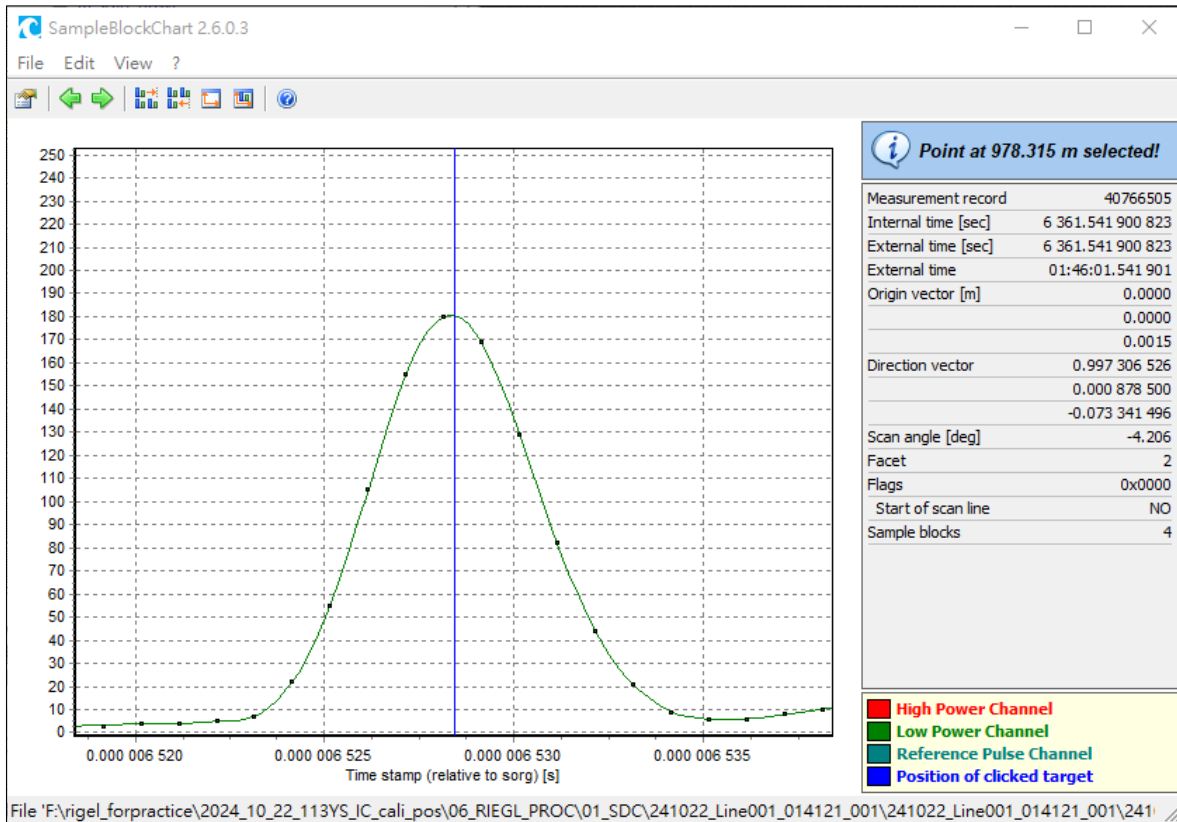 SampleBlockChart 2.6.0.3
File Edit View ?
Point at 978.315 m selected!
250
240
230
220
210
200
190
180
170
160
150
140
130
120
110
100
90
80
70
60
50
40
30
20
10
0
0.000 006 520 0.000 006 525 0.000 006 530 0.000 006 535
Time stamp (relative to sorg) [s]
Measurement record 40766505
Internal time [sec] 6 361.541 900 823
External time [sec] 6 361.541 900 823
External time 01:46:01.541 901
Origin vector [m] 0.0000
0.0000
0.0015
Direction vector 0.997 306 526
0.000 878 500
-0.073 341 496
Scan angle [deg] -4.206
Facet 2
Flags 0x0000
Start of scan line NO
Sample blocks 4
High Power Channel
Low Power Channel
Reference Pulse Channel
Position of clicked target
File 'F:\rigel_forpractice\2024_10_22_113YS_IC_cali_pos\06_RIEGL_PROC\01_SDC\241022_Line001_014121_001\241022_Line001_014121_001\241